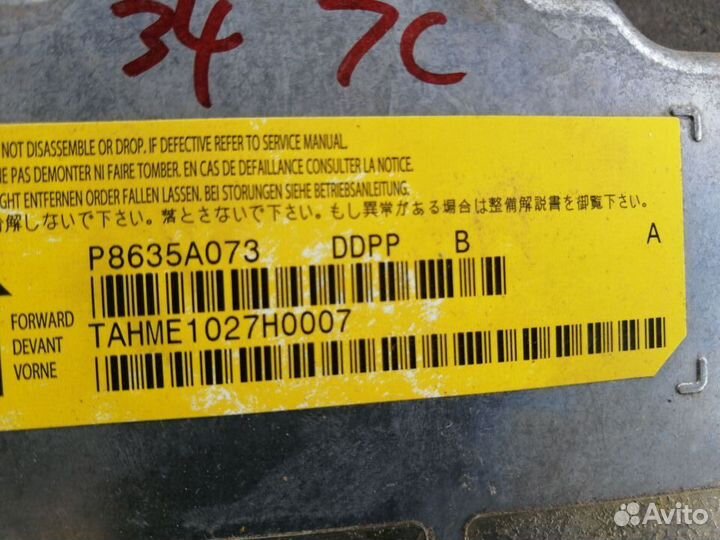 34 7C
NOT DISASSEMBLE OR DROP. IF DEFECTIVE REFER TO SERVICE MANUAL.
NE PAS DEMONTER NI FAIRE TOMBER. EN CAS DE DEFAILLANCE CONSULTER LA NOTICE.
ENTFERNEN ODER FALLEN LASSEN. BEI STORUNGEN SIEHE BETRIEBSANLEITUNG.
解しないで下さい。落とさないで下さい。もし異常がある場合は整備解説書を御覧下さい。
P8635A073 DDPP B A
FORWARD TAHME1027H0007
DEVANT
VORNE
Avito